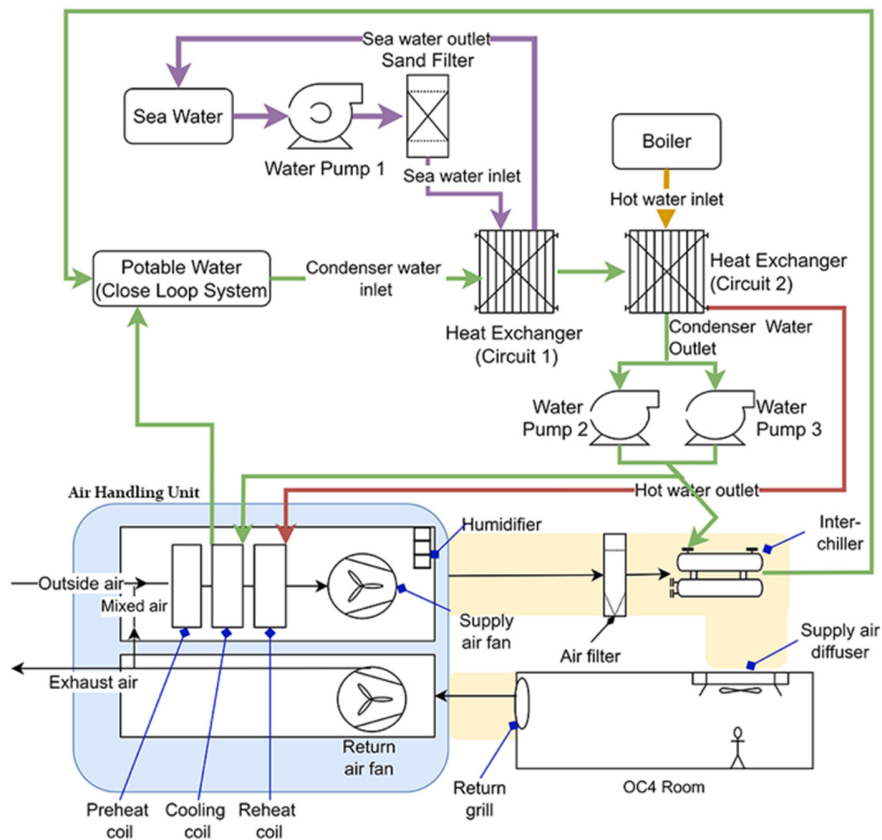 Sea water outlet
Sand Filter
Sea Water
Water Pump 1
Sea water inlet
Boiler
Hot water inlet
Potable Water
(Close Loop System
Condenser water
inlet
Heat Exchanger
(Circuit 1)
Heat Exchanger
(Circuit 2)
Condenser Water
Outlet
Water
Pump 2
Water
Pump 3
Air Handling Unit
Hot water outlet
Humidifier
Inter-
chiller
Outside air
Mixed air
Supply
air fan
Air filter
Supply air
diffuser
Exhaust air
Return
air fan
Return
grill
OC4 Room
Preheat
coil
Cooling
coil
Reheat
coil